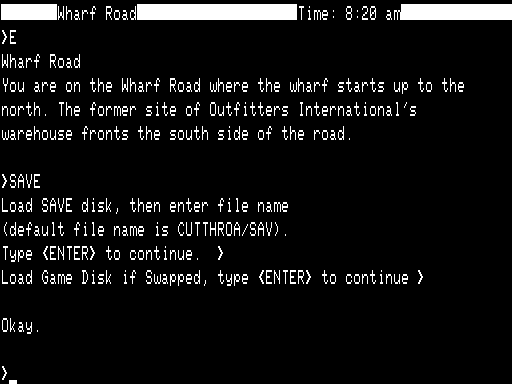 Wharf Road Time: 8:20 am
>E
Wharf Road
You are on the Wharf Road where the wharf starts up to the
north. The former site of Outfitters International's
warehouse fronts the south side of the road.
>SAVE
Load SAVE disk, then enter file name
(default file name is CUTTHROA/SAV).
Type <ENTER> to continue. >
Load Game Disk if Swapped, type <ENTER> to continue >
Okay.
>_